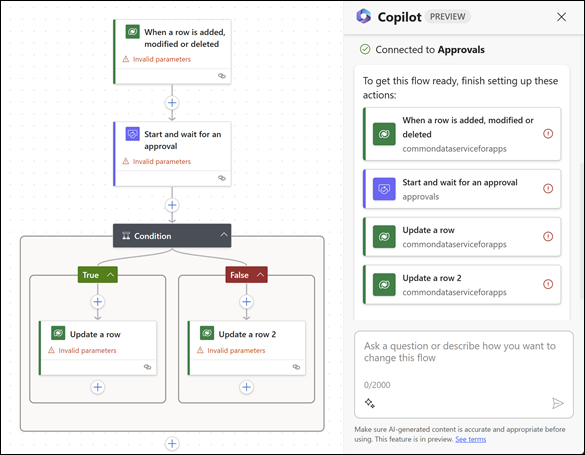 When a row is added,
modified or deleted
Invalid parameters
Start and wait for an
approval
Invalid parameters
Condition
True
False
Update a row
Invalid parameters
Update a row 2
Invalid parameters
Copilot PREVIEW
Connected to Approvals
To get this flow ready, finish setting up these
actions:
When a row is added, modified or
deleted
commondataserviceforapps
Start and wait for an approval
approvals
Update a row
commondataserviceforapps
Update a row 2
commondataserviceforapps
Ask a question or describe how you want to
change this flow
0/2000
Make sure AI-generated content is accurate and appropriate before
using. This feature is in preview. See terms